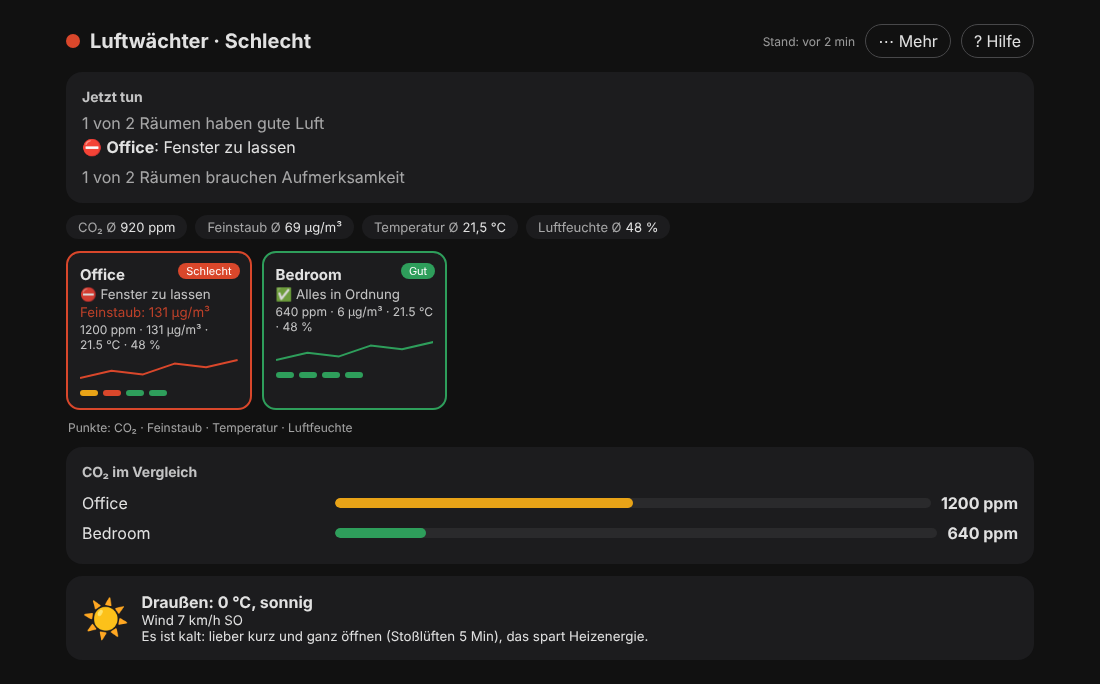 Luftwächter · Schlecht
Stand: vor 2 min
··· Mehr
? Hilfe
Jetzt tun
1 von 2 Räumen haben gute Luft
⛔ Office: Fenster zu lassen
1 von 2 Räumen brauchen Aufmerksamkeit
CO₂ Ø 920 ppm
Feinstaub Ø 69 µg/m³
Temperatur Ø 21,5 °C
Luftfeuchte Ø 48 %
Office
Schlecht
⛔ Fenster zu lassen
Feinstaub: 131 µg/m³
1200 ppm · 131 µg/m³ ·
21.5 °C · 48 %
Bedroom
Gut
✅ Alles in Ordnung
640 ppm · 6 µg/m³ · 21.5 °C
· 48 %
Punkte: CO₂ · Feinstaub · Temperatur · Luftfeuchte
CO₂ im Vergleich
Office
1200 ppm
Bedroom
640 ppm
Draußen: 0 °C, sonnig
Wind 7 km/h SO
Es ist kalt: lieber kurz und ganz öffnen (Stoßlüften 5 Min), das spart Heizenergie.